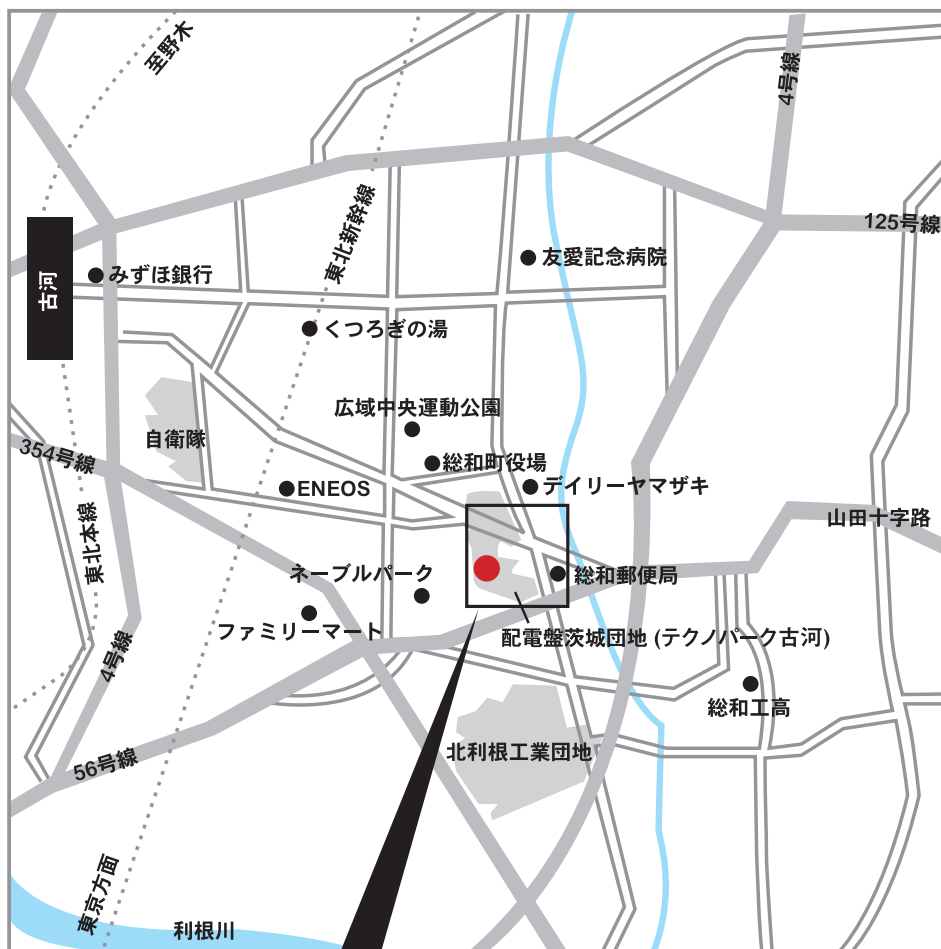 至野木
4号線
東北新幹線
125号線
友愛記念病院
古河
みずほ銀行
くつろぎの湯
広域中央運動公園
自衛隊
354号線
総和町役場
ENEOS
デイリーヤマザキ
山田十字路
東北本線
ネーブルパーク
総和郵便局
ファミリーマート
配電盤茨城団地 (テクノパーク古河)
4号線
総和工高
56号線
北利根工業団地
東京方面
利根川